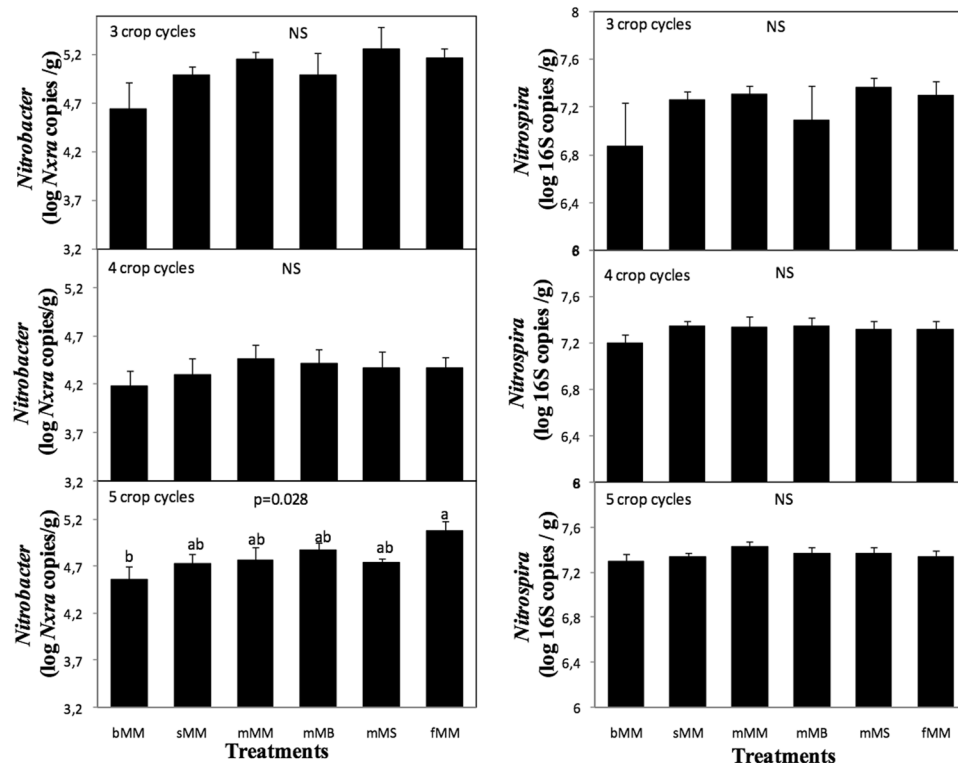 3 crop cycles NS
Nitrobacter
(log Nxra copies /g)
5,2
4,7
4,2
3,7
3,2
4 crop cycles NS
Nitrobacter
(log Nxra copies/g)
5,2
4,7
4,2
3,7
3,2
5 crop cycles p=0.028
Nitrobacter
(log Nxra copies/g)
5,2
4,7
4,2
3,7
3,2
b ab ab ab ab a
bMM sMM mMM mMB mMS fMM
Treatments
3 crop cycles NS
Nitrospira
(log 16S copies /g)
8
7,6
7,2
6,8
6,4
6
4 crop cycles NS
Nitrospira
(log 16S copies /g)
7,6
7,2
6,8
6,4
6
5 crop cycles NS
Nitrospira
(log 16S copies / g)
7,6
7,2
6,8
6,4
6
bMM sMM mMM mMB mMS fMM
Treatments